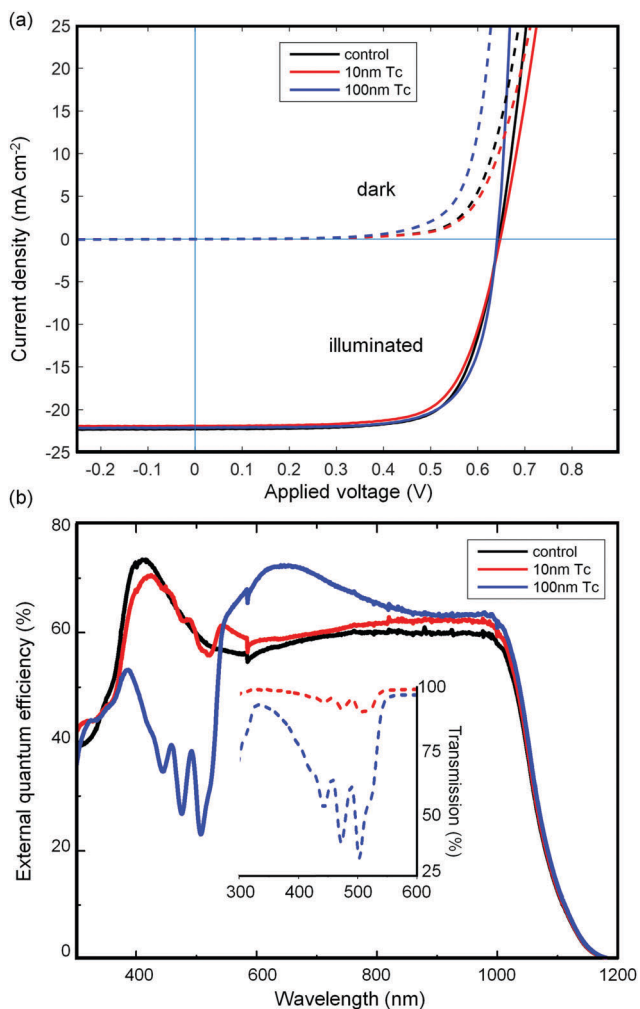 (a)
25
20
15
10
5
0
-5
-10
-15
-20
-25
Current density (mA cm⁻²)
control
10nm Tc
100nm Tc
dark
illuminated
-0.2 -0.1 0 0.1 0.2 0.3 0.4 0.5 0.6 0.7 0.8
Applied voltage (V)
(b)
80
60
40
20
0
External quantum efficiency (%)
control
10nm Tc
100nm Tc
100
75
50
25
Transmission (%)
300 400 500 600
400 600 800 1000 1200
Wavelength (nm)